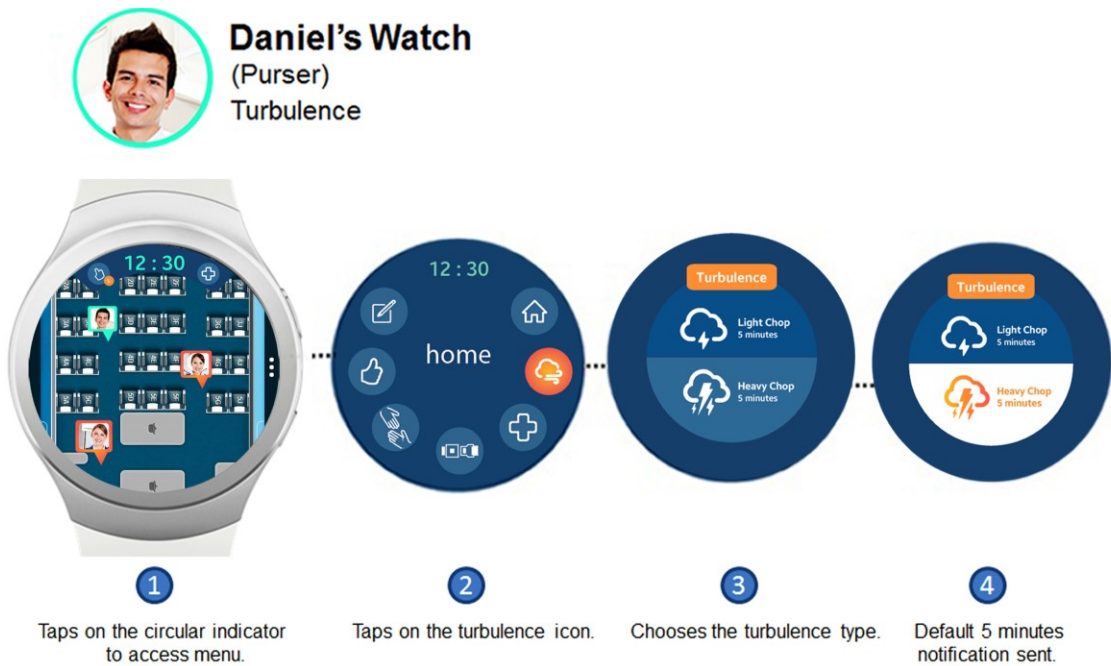 Daniel's Watch
(Purser)
Turbulence
12 : 30
12 : 30
home
Turbulence
Light Chop
5 minutes
Heavy Chop
5 minutes
Turbulence
Light Chop
5 minutes
Heavy Chop
5 minutes
1
Taps on the circular indicator
to access menu.
2
Taps on the turbulence icon.
3
Chooses the turbulence type.
4
Default 5 minutes
notification sent.